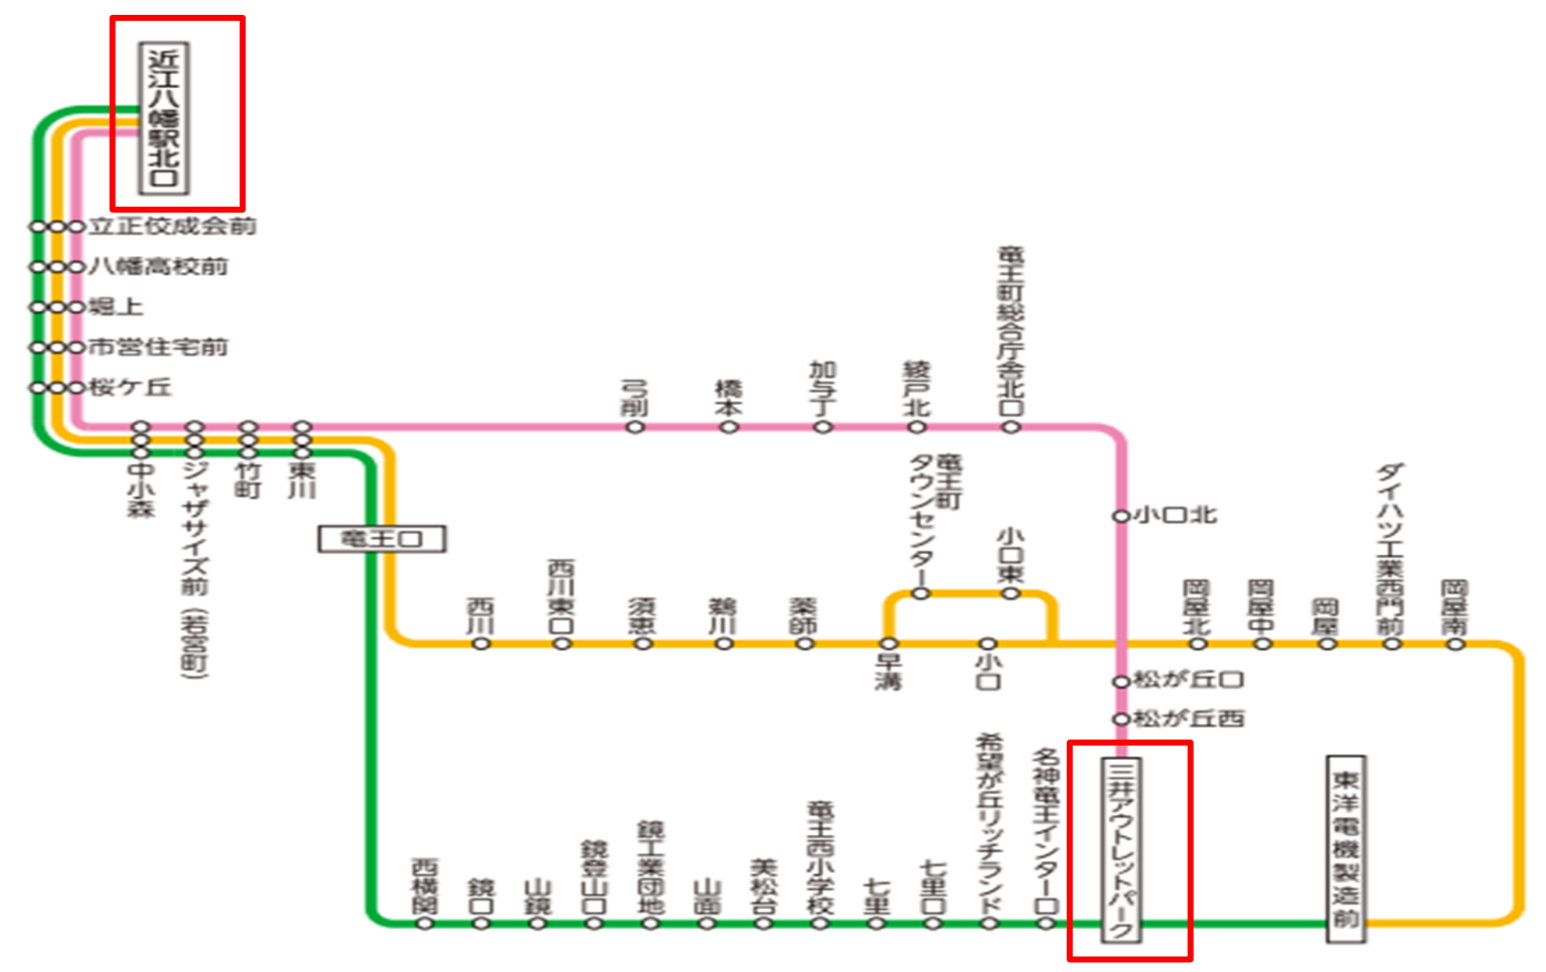 近江八幡駅北口
立正佼成会前
八幡高校前
堀上
市営住宅前
桜ケ丘
中小森
ジャザサイズ前（若宮町）
竹町
東川
弓削
橋本
加与丁
綾戸北
竜王町総合庁舎北口
小口北
松が丘口
松が丘西
三井アウトレットパーク
竜王口
西川
西川東口
須恵
鵜川
薬師
早溝
竜王町
タウンセンター
小口東
小口
岡屋北
岡屋中
岡屋
ダイハツ工業西門前
岡屋南
東洋電機製造前
西横関
鏡口
山鏡
鏡登山口
鏡工業団地
山面
美松台
竜王西小学校
七里
七里口
希望が丘リッチランド
名神竜王インター口